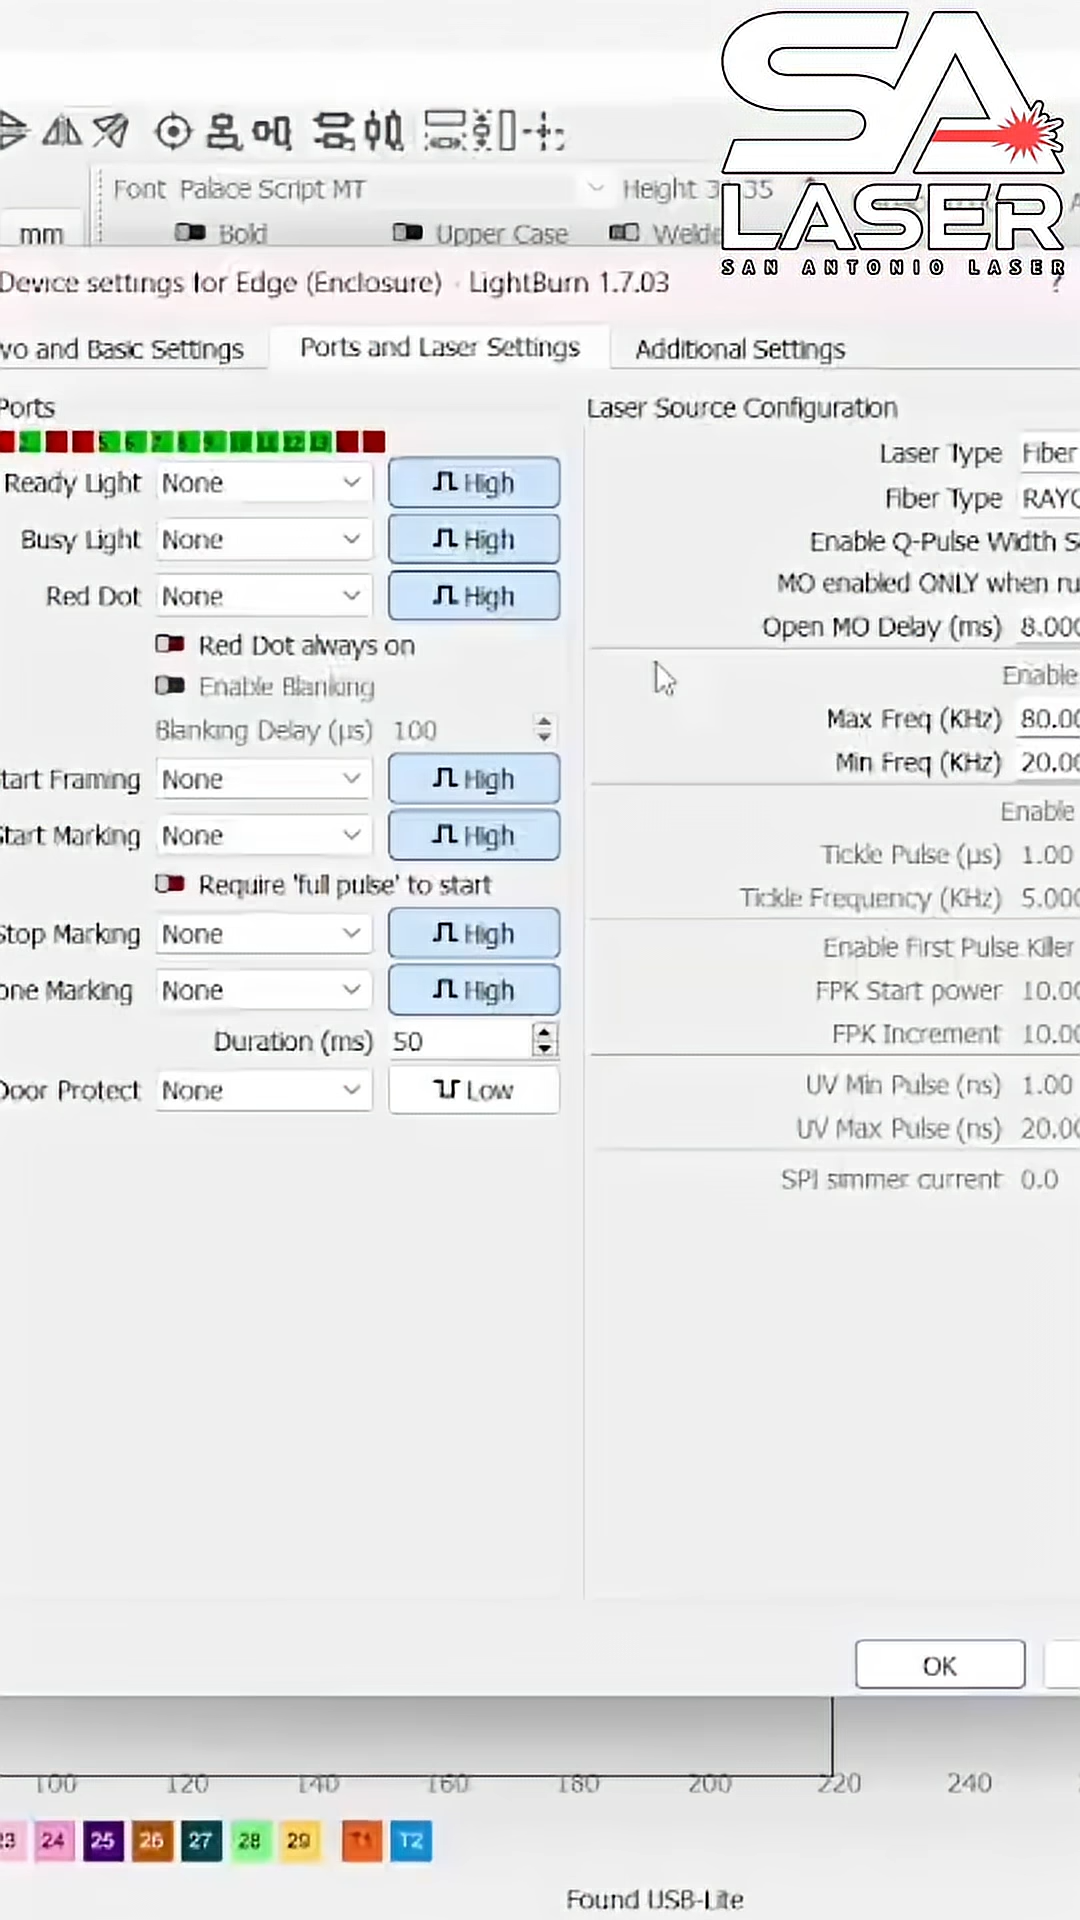 SA
LASER
SAN ANTONIO LASER
Font Palace Script MT Height
mm Bold Upper Case
Device settings for Edge (Enclosure) - LightBurn 1.7.03 ?
vo and Basic Settings Ports and Laser Settings Additional Settings
Ports
Ready Light None High
Busy Light None High
Red Dot None High
Red Dot always on
Enable Blanking
Blanking Delay (µs) 100
tart Framing None High
Start Marking None High
Require 'full pulse' to start
Stop Marking None High
one Marking None High
Duration (ms) 50
Door Protect None Low
Laser Source Configuration
Laser Type Fiber
Fiber Type RAYC
Enable Q-Pulse Width S
MO enabled ONLY when ru
Open MO Delay (ms) 8.000
Enable
Max Freq (KHz) 80.00
Min Freq (KHz) 20.00
Enable
Tickle Pulse (µs) 1.00
Tickle Frequency (KHz) 5.000
Enable First Pulse Killer
FPK Start power 10.00
FPK Increment 10.00
UV Min Pulse (ns) 1.00
UV Max Pulse (ns) 20.00
SPI simmer current 0.0
OK
100 120 140 160 180 200 220 240
23 24 25 26 27 28 29 T1 T2
Found USB-Lite